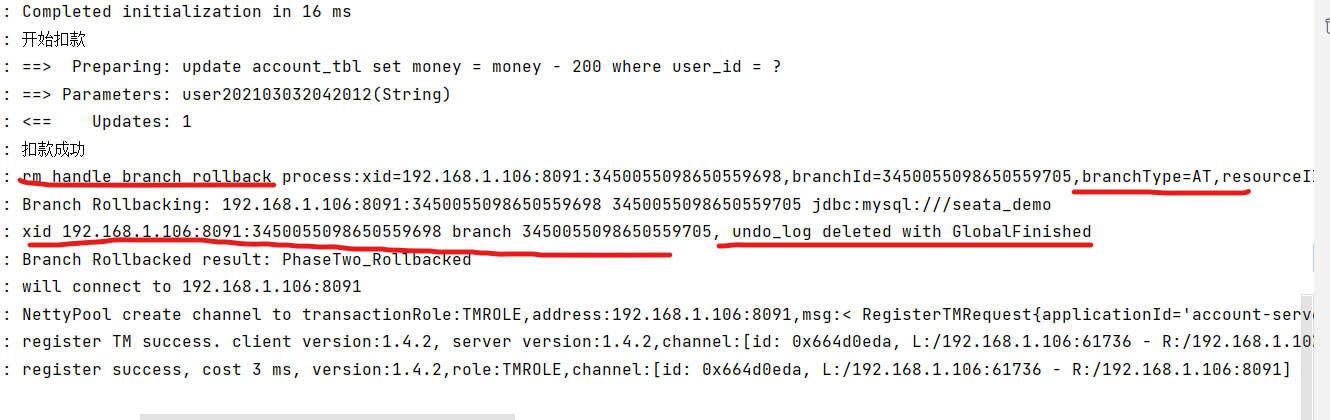 : Completed initialization in 16 ms
: 开始扣款
: ==>  Preparing: update account_tbl set money = money - 200 where user_id = ?
: ==> Parameters: user202103032042012(String)
: <==    Updates: 1
: 扣款成功
: rm handle branch rollback process:xid=192.168.1.106:8091:3450055098650559698,branchId=3450055098650559705,branchType=AT,resourceI
: Branch Rollbacking: 192.168.1.106:8091:3450055098650559698 3450055098650559705 jdbc:mysql:///seata_demo
: xid 192.168.1.106:8091:3450055098650559698 branch 3450055098650559705, undo_log deleted with GlobalFinished
: Branch Rollbacked result: PhaseTwo_Rollbacked
: will connect to 192.168.1.106:8091
: NettyPool create channel to transactionRole:TMROLE,address:192.168.1.106:8091,msg:< RegisterTMRequest{applicationId='account-serv
: register TM success. client version:1.4.2, server version:1.4.2,channel:[id: 0x664d0eda, L:/192.168.1.106:61736 - R:/192.168.1.10
: register success, cost 3 ms, version:1.4.2,role:TMROLE,channel:[id: 0x664d0eda, L:/192.168.1.106:61736 - R:/192.168.1.106:8091]